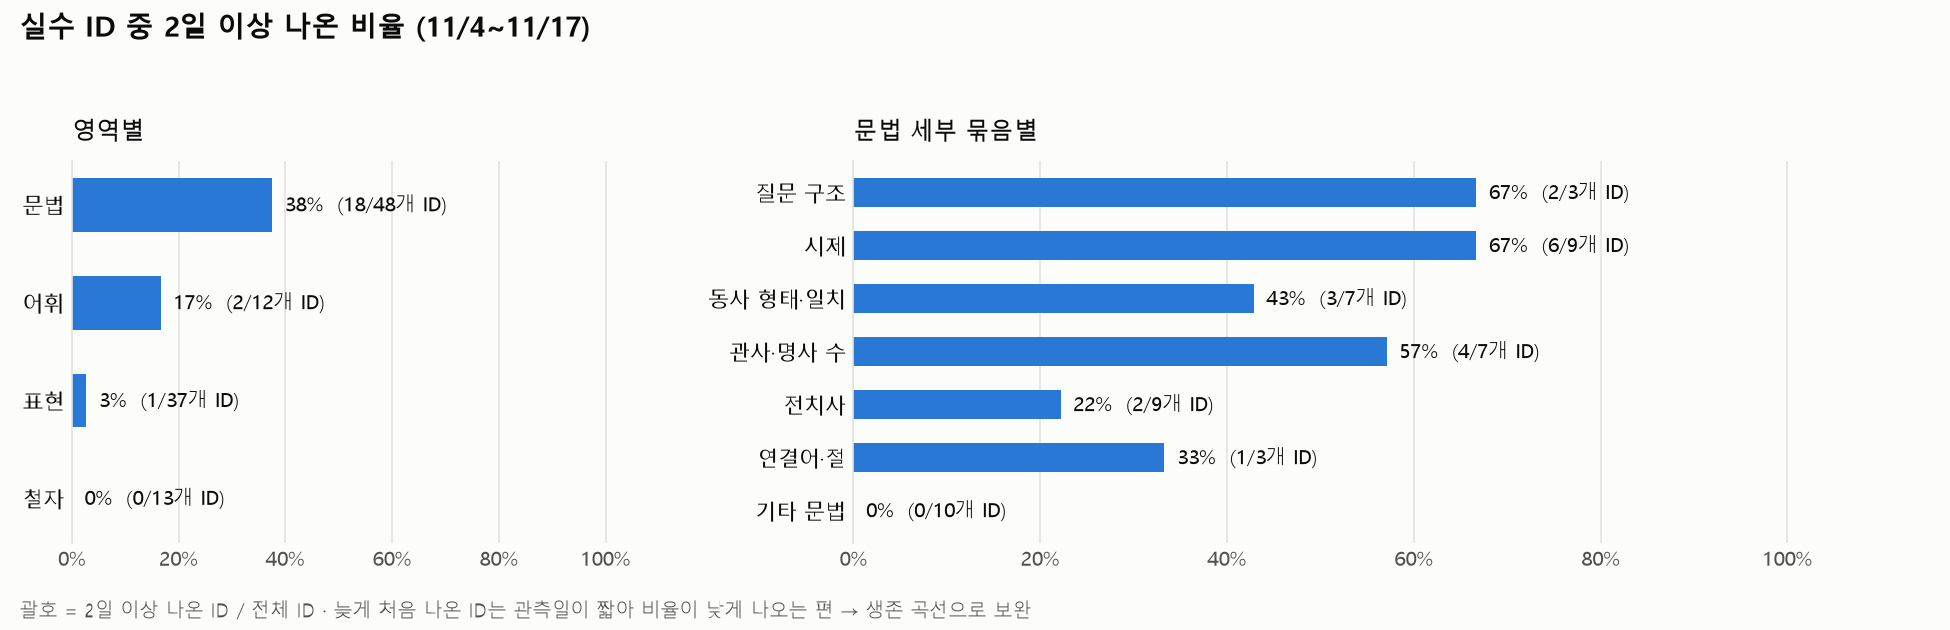 실수 ID 중 2일 이상 나온 비율 (11/4~11/17)
영역별
문법 38% (18/48개 ID)
어휘 17% (2/12개 ID)
표현 3% (1/37개 ID)
철자 0% (0/13개 ID)
0% 20% 40% 60% 80% 100%
문법 세부 묶음별
질문 구조 67% (2/3개 ID)
시제 67% (6/9개 ID)
동사 형태·일치 43% (3/7개 ID)
관사·명사 수 57% (4/7개 ID)
전치사 22% (2/9개 ID)
연결어·절 33% (1/3개 ID)
기타 문법 0% (0/10개 ID)
0% 20% 40% 60% 80% 100%
괄호 = 2일 이상 나온 ID / 전체 ID · 늦게 처음 나온 ID는 관측일이 짧아 비율이 낮게 나오는 편 → 생존 곡선으로 보완